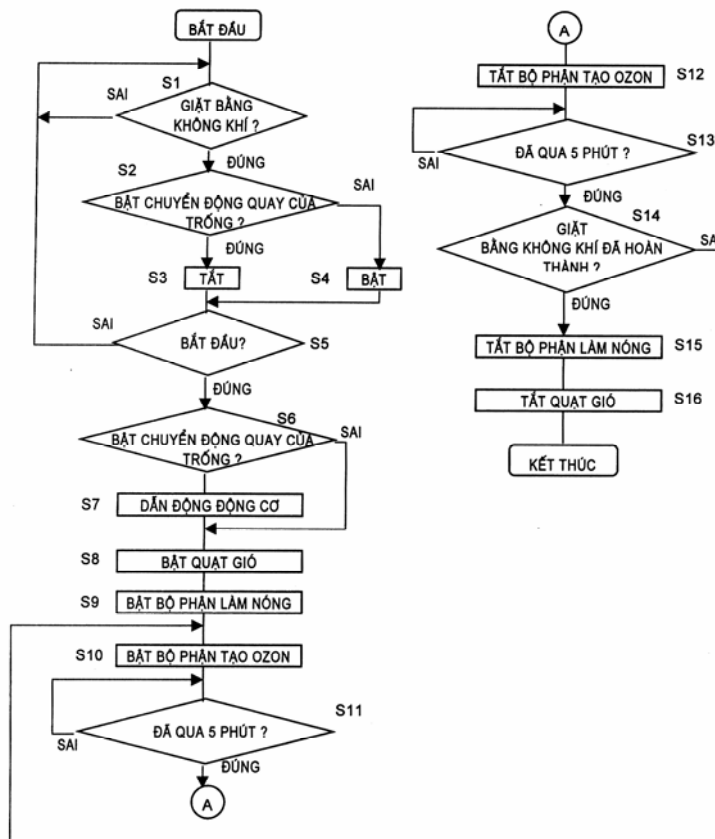 BẮT ĐẦU
S1
SAI
GIẶT BẰNG
KHÔNG KHÍ ?
ĐÚNG
S2
SAI
BẬT CHUYỂN ĐỘNG QUAY CỦA
TRỐNG ?
ĐÚNG
S3
TẮT
S4
BẬT
SAI
BẮT ĐẦU?
S5
ĐÚNG
S6
BẬT CHUYỂN ĐỘNG QUAY CỦA
TRỐNG ?
SAI
S7
DẪN ĐỘNG ĐỘNG CƠ
S8
BẬT QUẠT GIÓ
S9
BẬT BỘ PHẬN LÀM NÓNG
S10
BẬT BỘ PHẬN TẠO OZON
S11
ĐÃ QUA 5 PHÚT ?
SAI
ĐÚNG
A
A
S12
TẮT BỘ PHẬN TẠO OZON
S13
ĐÃ QUA 5 PHÚT ?
SAI
ĐÚNG
S14
GIẶT
BẰNG KHÔNG KHÍ ĐÃ HOÀN
THÀNH ?
ĐÚNG
TẮT BỘ PHẬN LÀM NÓNG
S15
TẮT QUẠT GIÓ
S16
KẾT THÚC